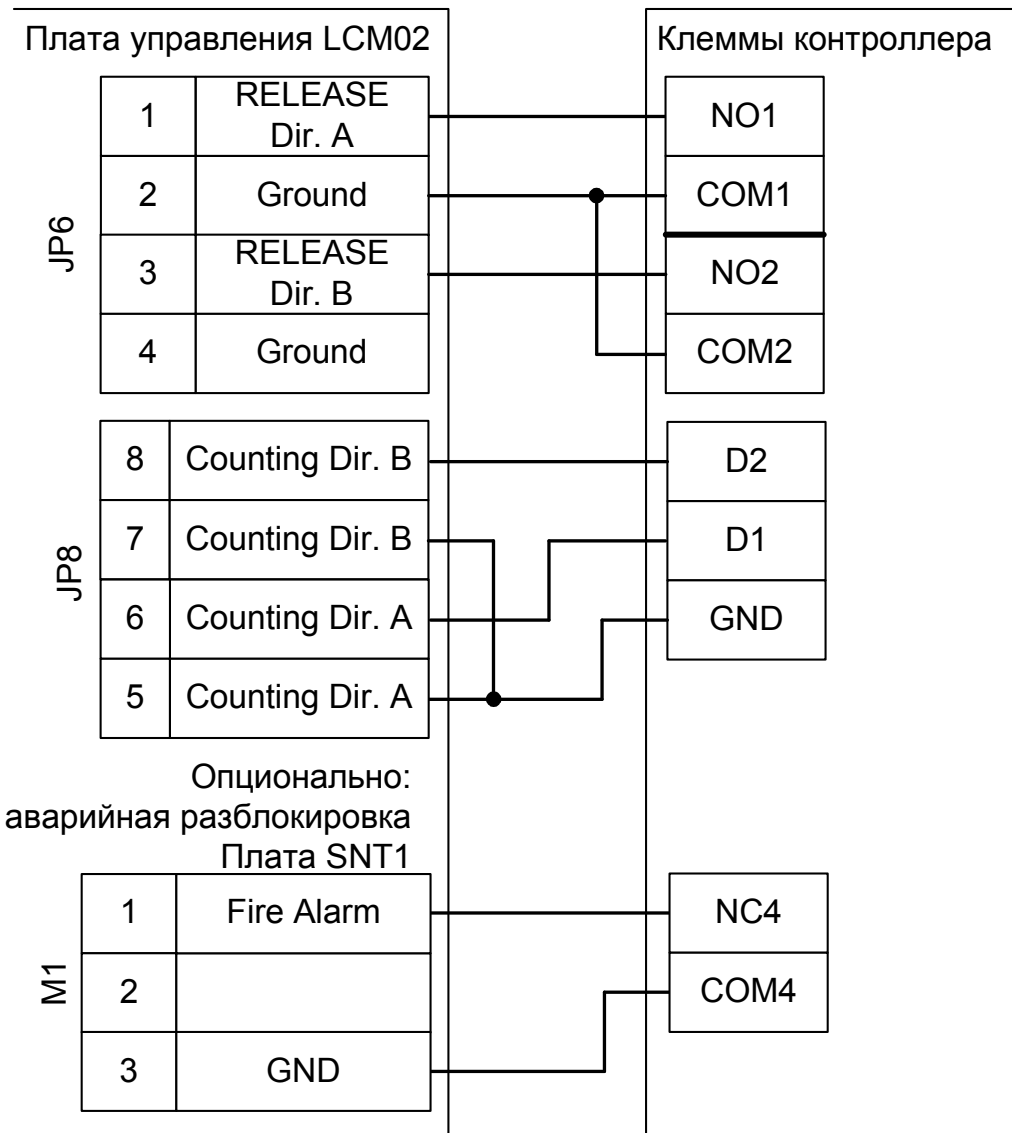 Плата управления LCM02
Клеммы контроллера
JP6
1
RELEASE
Dir. A
NO1
2
Ground
COM1
3
RELEASE
Dir. B
NO2
4
Ground
COM2
JP8
8
Counting Dir. B
D2
7
Counting Dir. B
D1
6
Counting Dir. A
GND
5
Counting Dir. A
Опционально:
аварийная разблокировка
Плата SNT1
M1
1
Fire Alarm
NC4
2
COM4
3
GND